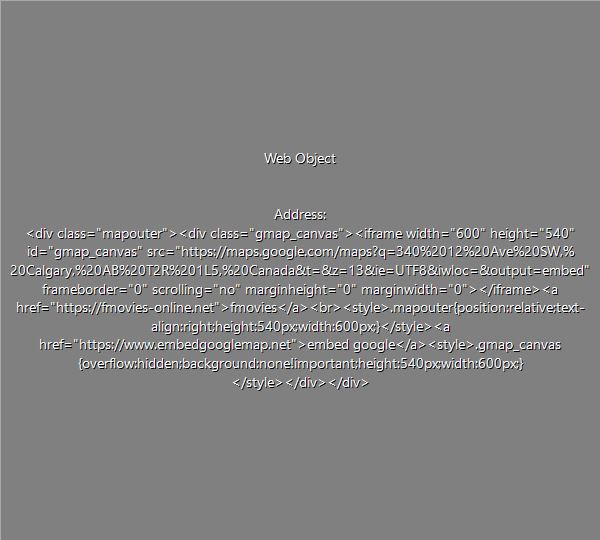 Web Object
Address:
<div class="mapouter"><div class="gmap_canvas"><iframe width="600" height="540"
id="gmap_canvas" src="https://maps.google.com/maps?q=340%2012%20Ave%20SW,%
20Calgary,%20AB%20T2R%201L5,%20Canada&t=&z=13&ie=UTF8&iwloc=&output=embed"
frameborder="0" scrolling="no" marginheight="0" marginwidth="0"></iframe><a
href="https://fmovies-online.net">fmovies</a><br><style>.mapouter{position:relative;text-
align:right;height:540px;width:600px;}</style><a
href="https://www.embedgooglemap.net">embed google</a><style>.gmap_canvas
{overflow:hidden;background:none!important;height:540px;width:600px;}
</style></div></div>